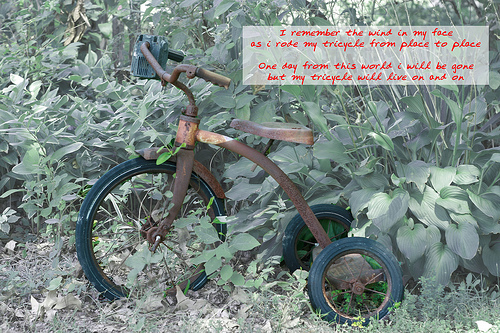 I remember the wind in my face
as i rode my tricycle from place to place
One day from this world i will be gone
but my tricycle will live on and on